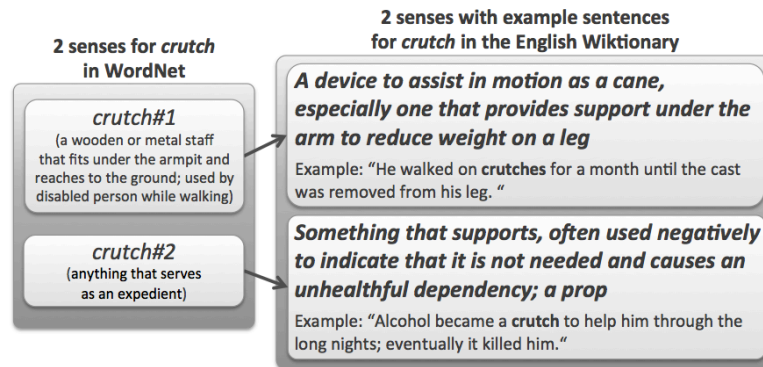 2 senses for crutch
in WordNet
crutch#1
(a wooden or metal staff
that fits under the armpit and
reaches to the ground; used by
disabled person while walking)
crutch#2
(anything that serves
as an expedient)
2 senses with example sentences
for crutch in the English Wiktionary
A device to assist in motion as a cane,
especially one that provides support under the
arm to reduce weight on a leg
Example: “He walked on crutches for a month until the cast
was removed from his leg. “
Something that supports, often used negatively
to indicate that it is not needed and causes an
unhealthful dependency; a prop
Example: “Alcohol became a crutch to help him through the
long nights; eventually it killed him.“